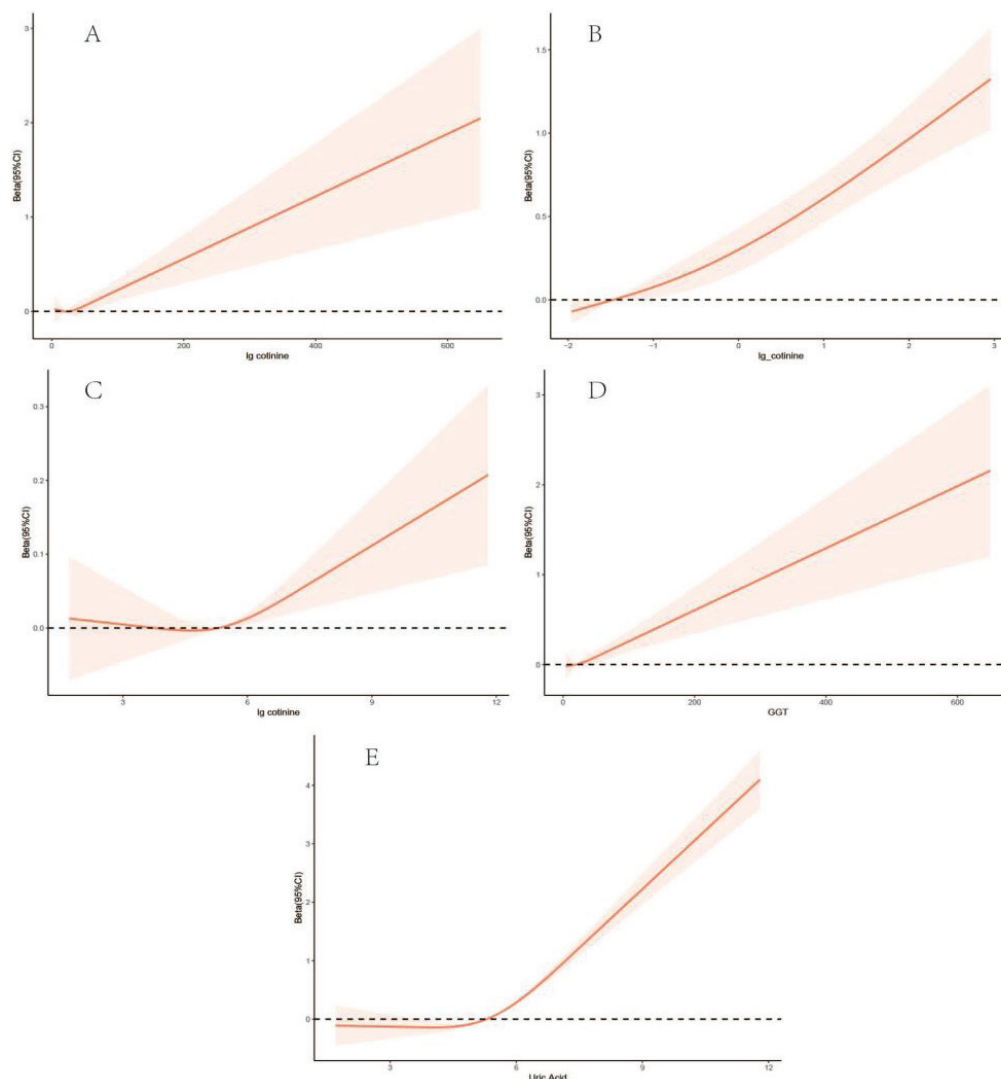 A
3
2
1
0
Beta(95%CI)
0
200
400
600
lg cotinine
B
1.5
1.0
0.5
0.0
Beta(95%CI)
−2
−1
0
1
2
3
lg_cotinine
C
0.3
0.2
0.1
0.0
Beta(95%CI)
3
6
9
12
lg cotinine
D
3
2
1
0
Beta(95%CI)
0
200
400
600
GGT
E
4
3
2
1
0
Beta(95%CI)
3
6
9
12
Uric Acid